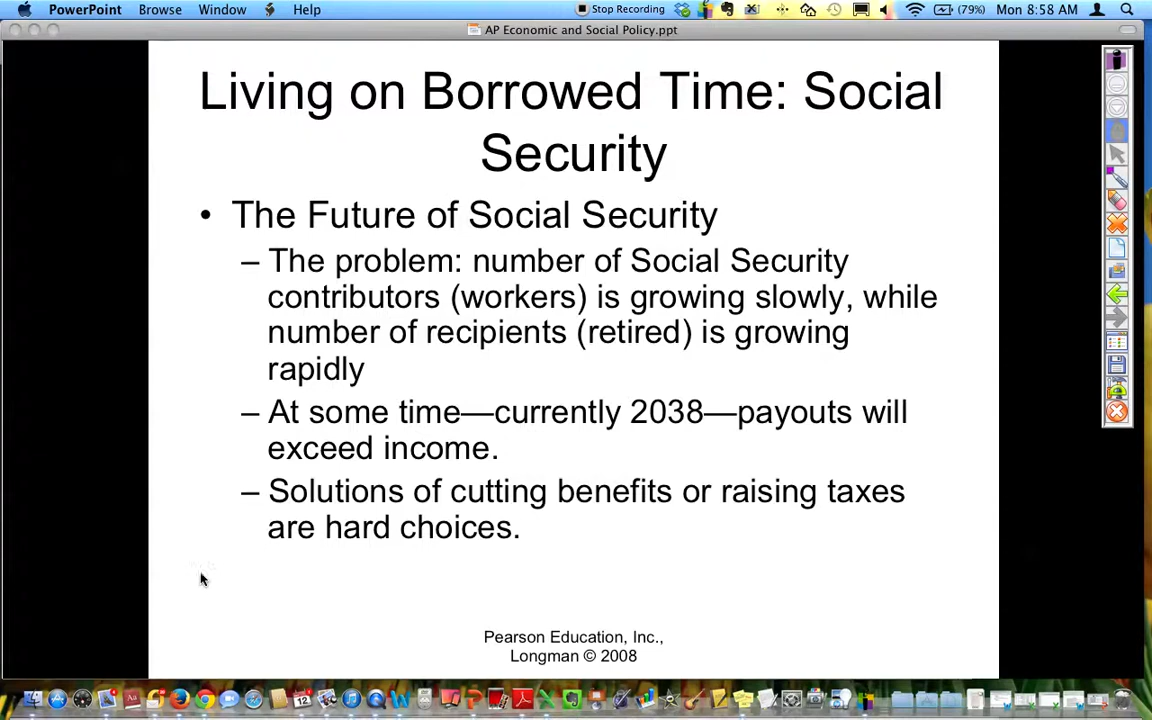 PowerPoint Browse Window Help Stop Recording (79%) Mon 8:58 AM
AP Economic and Social Policy.ppt
Living on Borrowed Time: Social
Security
• The Future of Social Security
– The problem: number of Social Security
contributors (workers) is growing slowly, while
number of recipients (retired) is growing
rapidly
– At some time—currently 2038—payouts will
exceed income.
– Solutions of cutting benefits or raising taxes
are hard choices.
Pearson Education, Inc.,
Longman © 2008